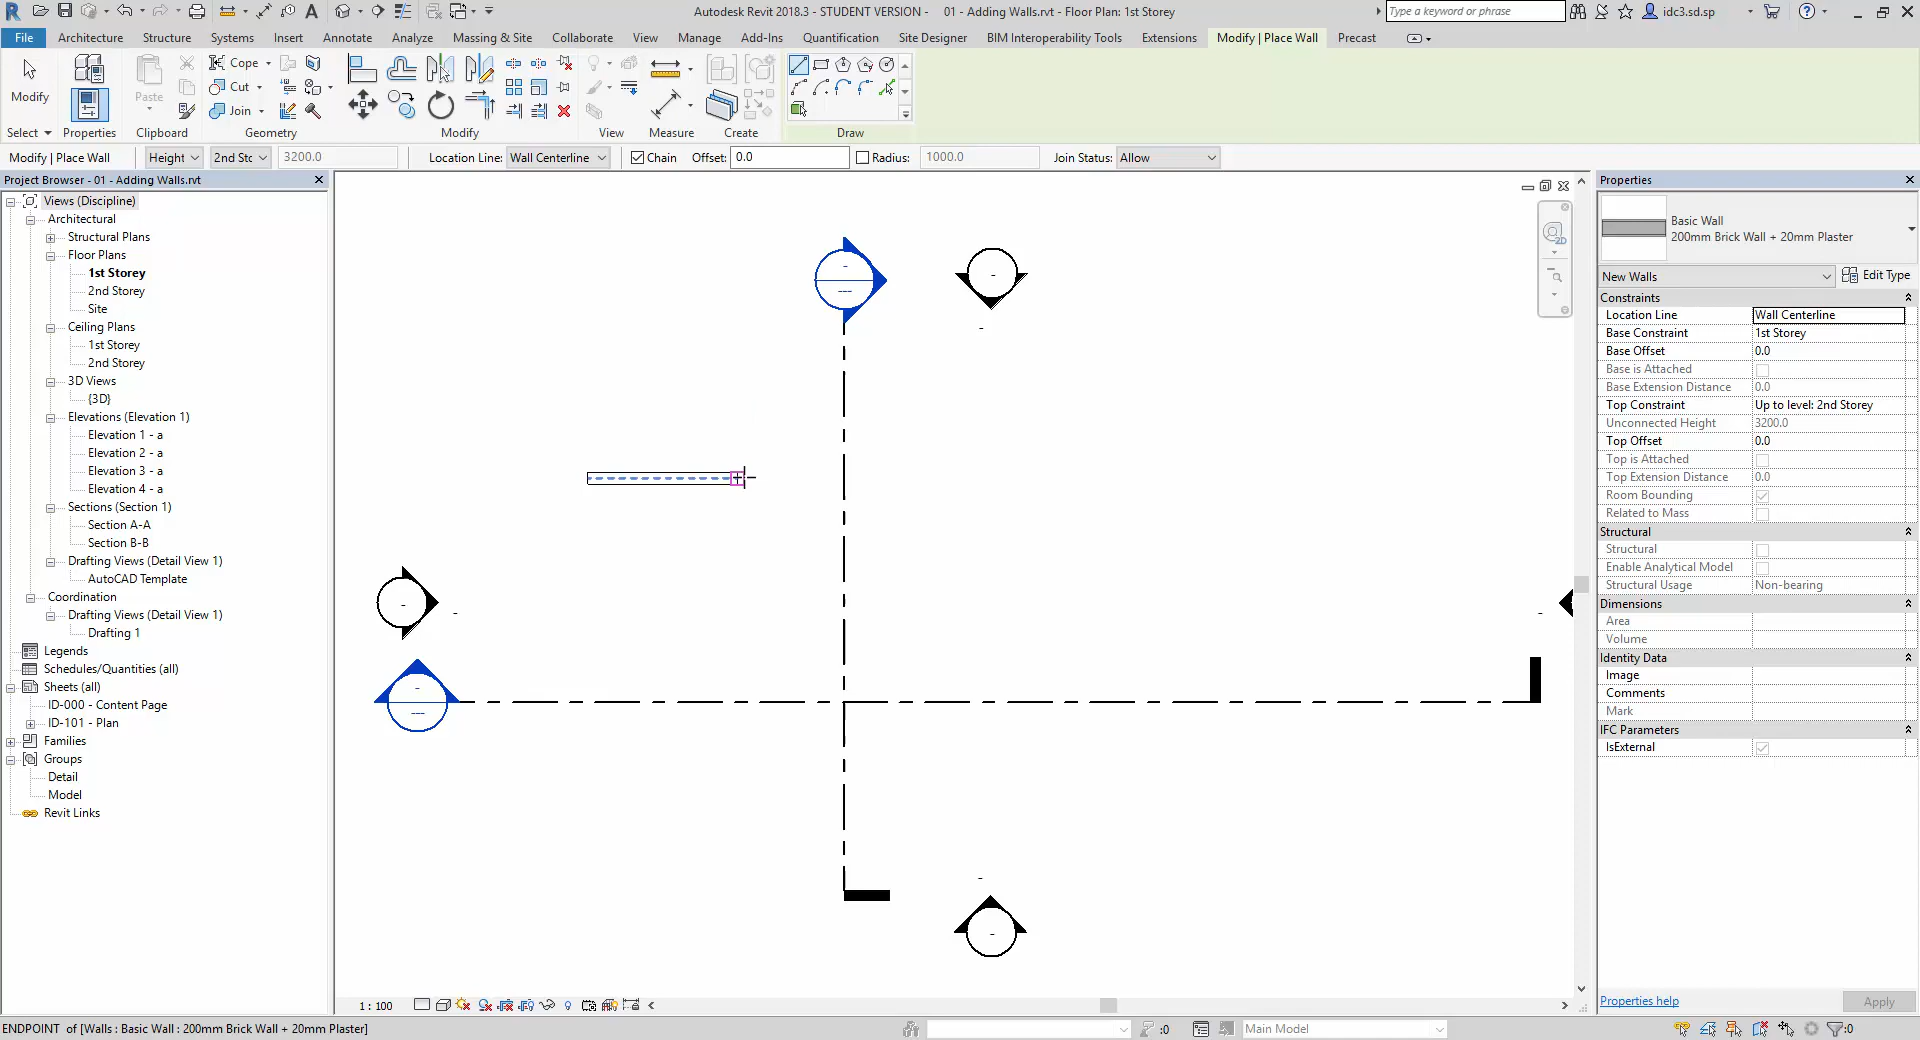 Autodesk Revit 2018.3 - STUDENT VERSION - 01 - Adding Walls.rvt - Floor Plan: 1st Storey
Type a keyword or phrase
idc3.sd.sp
File Architecture Structure Systems Insert Annotate Analyze Massing & Site Collaborate View Manage Add-Ins Quantification Site Designer BIM Interoperability Tools Extensions Modify | Place Wall Precast
Modify
Paste
Cope
Cut
Join
Select Properties Clipboard Geometry Modify View Measure Create Draw
Modify | Place Wall Height 2nd Stc 3200.0 Location Line: Wall Centerline Chain Offset: 0.0 Radius: 1000.0 Join Status: Allow
Project Browser - 01 - Adding Walls.rvt
Views (Discipline)
Architectural
Structural Plans
Floor Plans
1st Storey
2nd Storey
Site
Ceiling Plans
1st Storey
2nd Storey
3D Views
{3D}
Elevations (Elevation 1)
Elevation 1 - a
Elevation 2 - a
Elevation 3 - a
Elevation 4 - a
Sections (Section 1)
Section A-A
Section B-B
Drafting Views (Detail View 1)
AutoCAD Template
Coordination
Drafting Views (Detail View 1)
Drafting 1
Legends
Schedules/Quantities (all)
Sheets (all)
ID-000 - Content Page
ID-101 - Plan
Families
Groups
Detail
Model
Revit Links
2D
1 : 100
Properties
Basic Wall
200mm Brick Wall + 20mm Plaster
New Walls Edit Type
Constraints
Location Line Wall Centerline
Base Constraint 1st Storey
Base Offset 0.0
Base is Attached
Base Extension Distance 0.0
Top Constraint Up to level: 2nd Storey
Unconnected Height 3200.0
Top Offset 0.0
Top is Attached
Top Extension Distance 0.0
Room Bounding
Related to Mass
Structural
Structural
Enable Analytical Model
Structural Usage Non-bearing
Dimensions
Area
Volume
Identity Data
Image
Comments
Mark
IFC Parameters
IsExternal
Properties help Apply
ENDPOINT of [Walls : Basic Wall : 200mm Brick Wall + 20mm Plaster] :0 Main Model :0